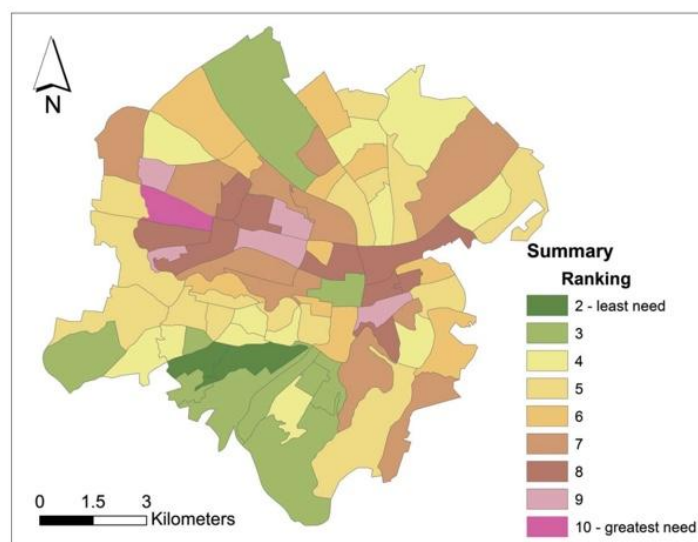 N
Summary
Ranking
2 - least need
3
4
5
6
7
8
9
10 - greatest need
0 1.5 3
Kilometers